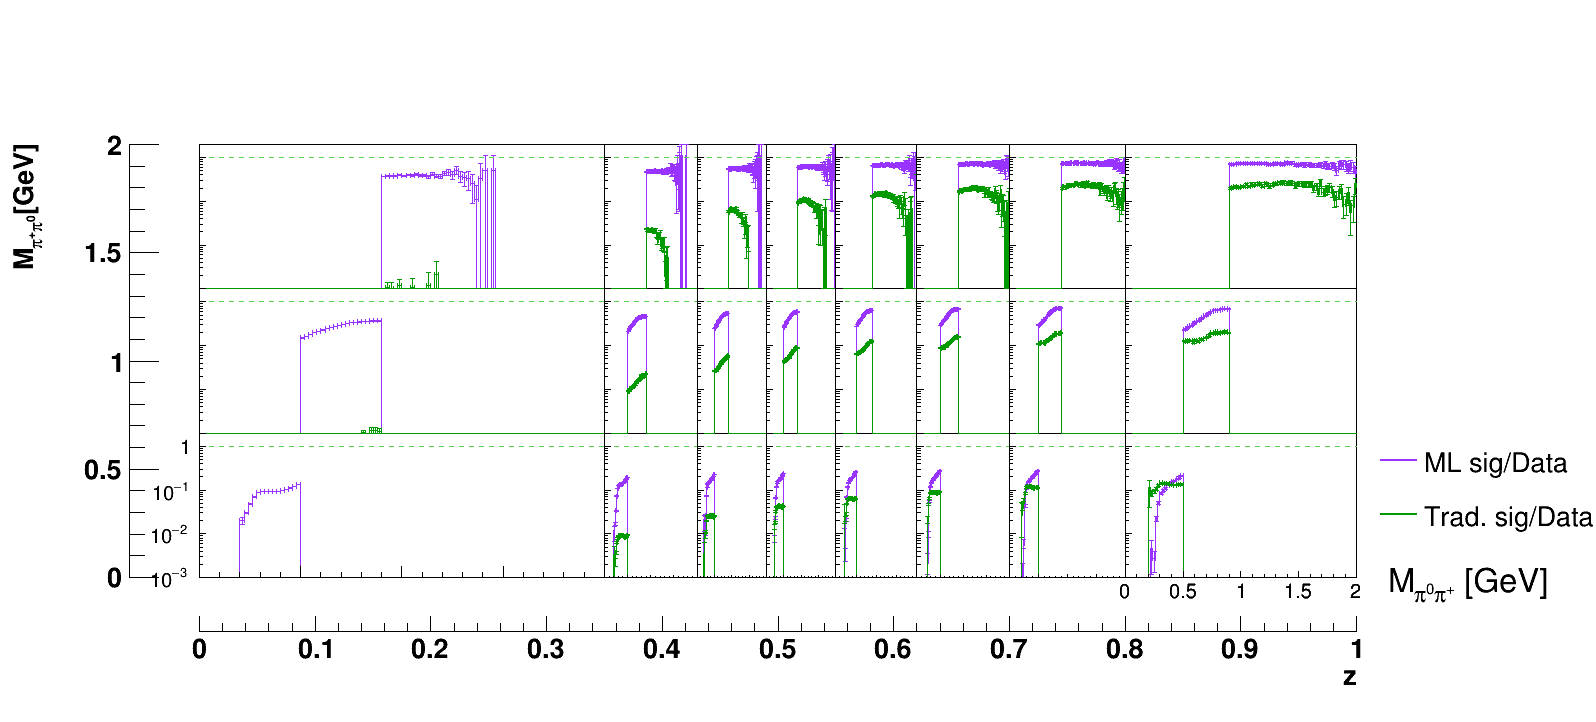 M_{π⁺π⁰}[GeV]
2
1.5
1
0.5
0
1
10⁻¹
10⁻²
10⁻³
ML sig/Data
Trad. sig/Data
0 0.5 1 1.5 2
M_{π⁰π⁺} [GeV]
0 0.1 0.2 0.3 0.4 0.5 0.6 0.7 0.8 0.9 1
z